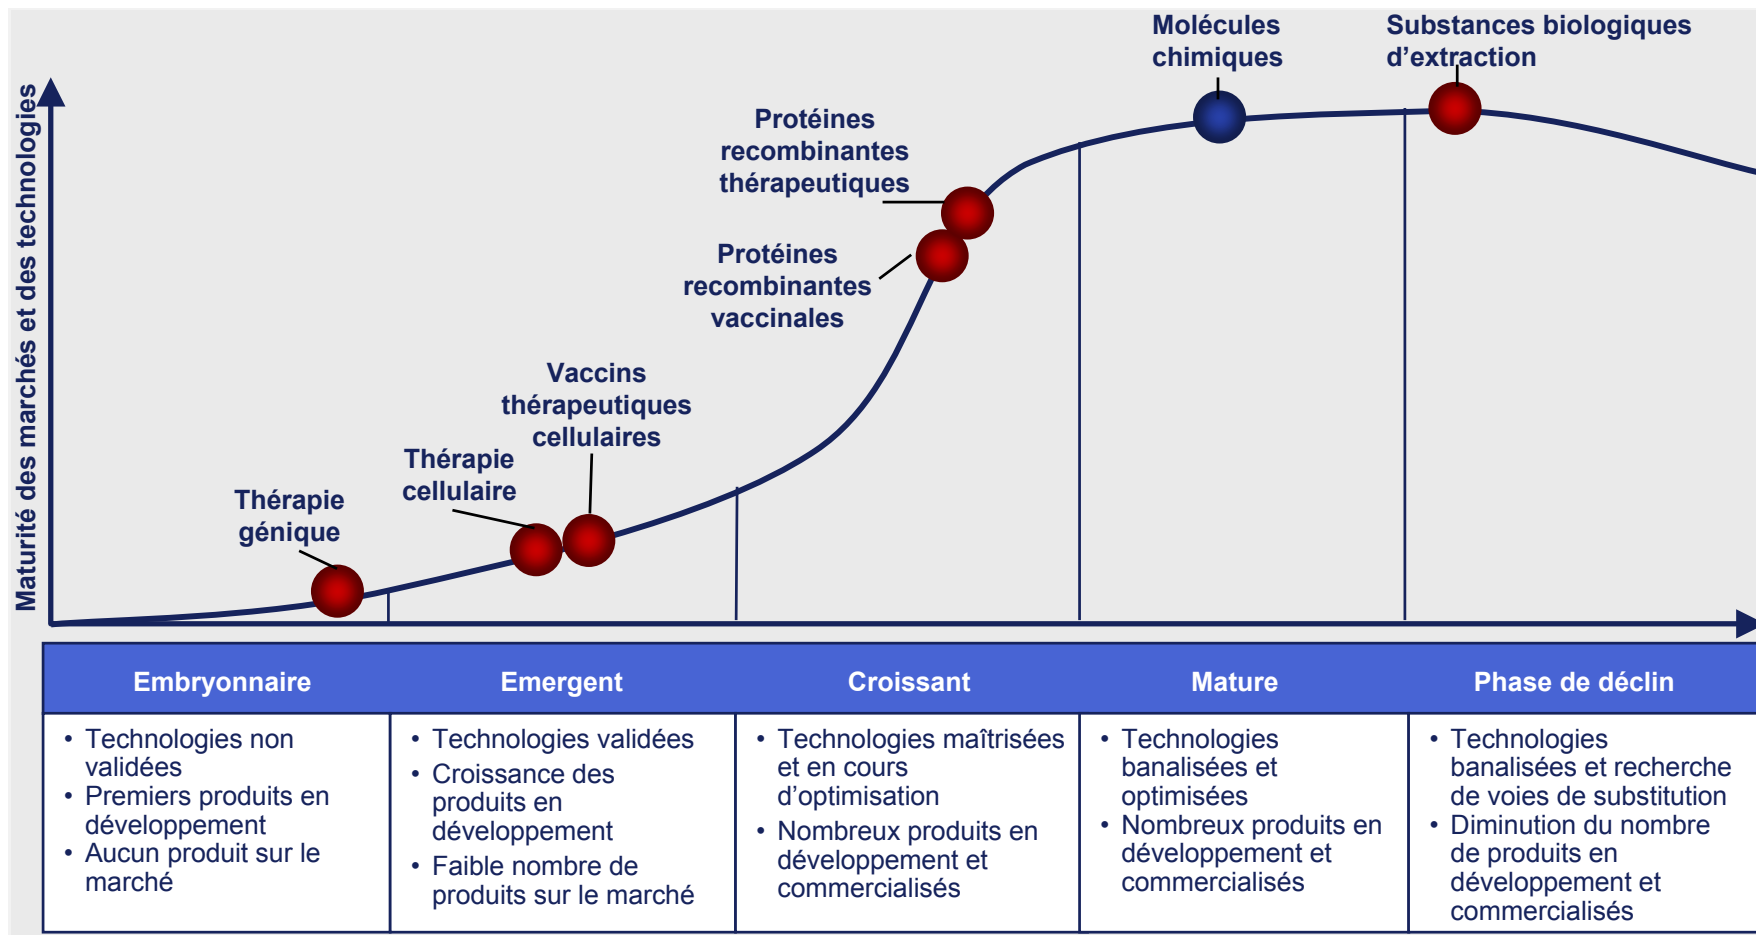 Molécules
chimiques
Substances biologiques
d’extraction
Protéines
recombinantes
thérapeutiques
Protéines
recombinantes
vaccinales
Vaccins
thérapeutiques
cellulaires
Thérapie
cellulaire
Thérapie
génique
Maturité des marchés et des technologies
Embryonnaire
Emergent
Croissant
Mature
Phase de déclin
• Technologies non
validées
• Premiers produits en
développement
• Aucun produit sur le
marché
• Technologies validées
• Croissance des
produits en
développement
• Faible nombre de
produits sur le marché
• Technologies maîtrisées
et en cours
d’optimisation
• Nombreux produits en
développement et
commercialisés
• Technologies
banalisées et
optimisées
• Nombreux produits en
développement et
commercialisés
• Technologies
banalisées et recherche
de voies de substitution
• Diminution du nombre
de produits en
développement et
commercialisés